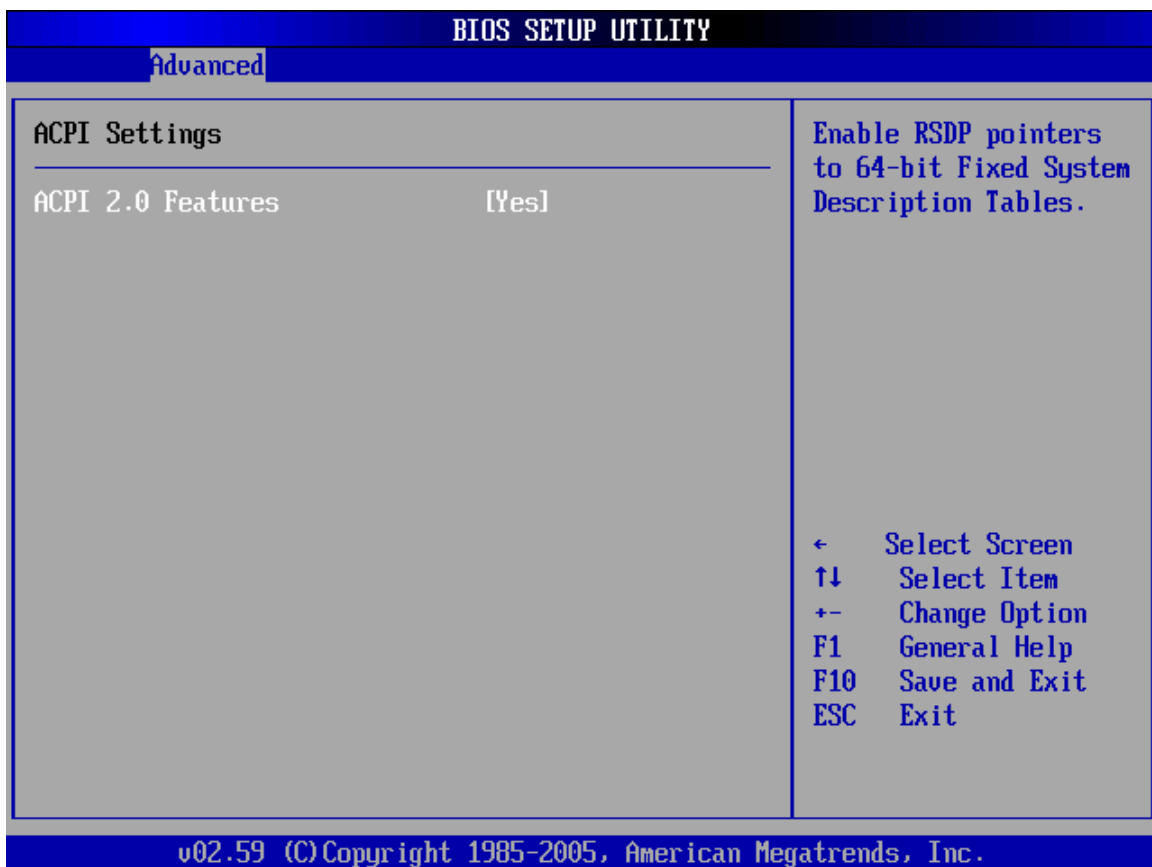 BIOS SETUP UTILITY
Advanced
ACPI Settings
ACPI 2.0 Features [Yes]
Enable RSDP pointers
to 64-bit Fixed System
Description Tables.
← Select Screen
↑↓ Select Item
+- Change Option
F1 General Help
F10 Save and Exit
ESC Exit
v02.59 (C)Copyright 1985-2005, American Megatrends, Inc.